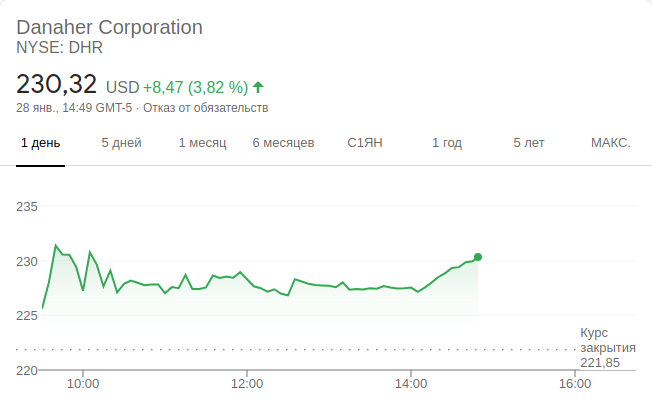 Danaher Corporation
NYSE: DHR
230,32 USD +8,47 (3,82 %)
28 янв., 14:49 GMT-5 · Отказ от обязательств
1 день 5 дней 1 месяц 6 месяцев С1ЯН 1 год 5 лет МАКС.
235
230
225
Курс
закрытия
221,85
220
10:00 12:00 14:00 16:00